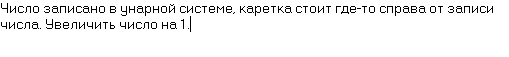 Число записано в унарной системе, каретка стоит где-то справа от записи
числа. Увеличить число на 1.